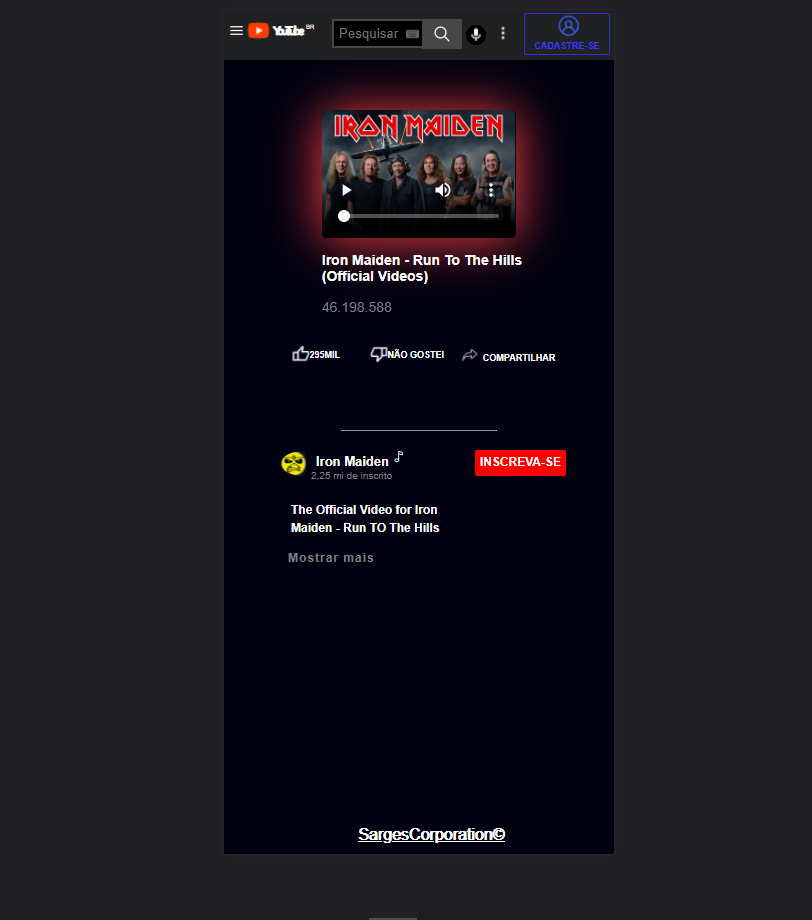 YouTube BR
Pesquisar
CADASTRE-SE
IRON MAIDEN
Iron Maiden - Run To The Hills
(Official Videos)
46.198.588
295MIL
NÃO GOSTEI
COMPARTILHAR
Iron Maiden
2,25 mi de inscrito
INSCREVA-SE
The Official Video for Iron
Maiden - Run TO The Hills
Mostrar mais
SargesCorporation©